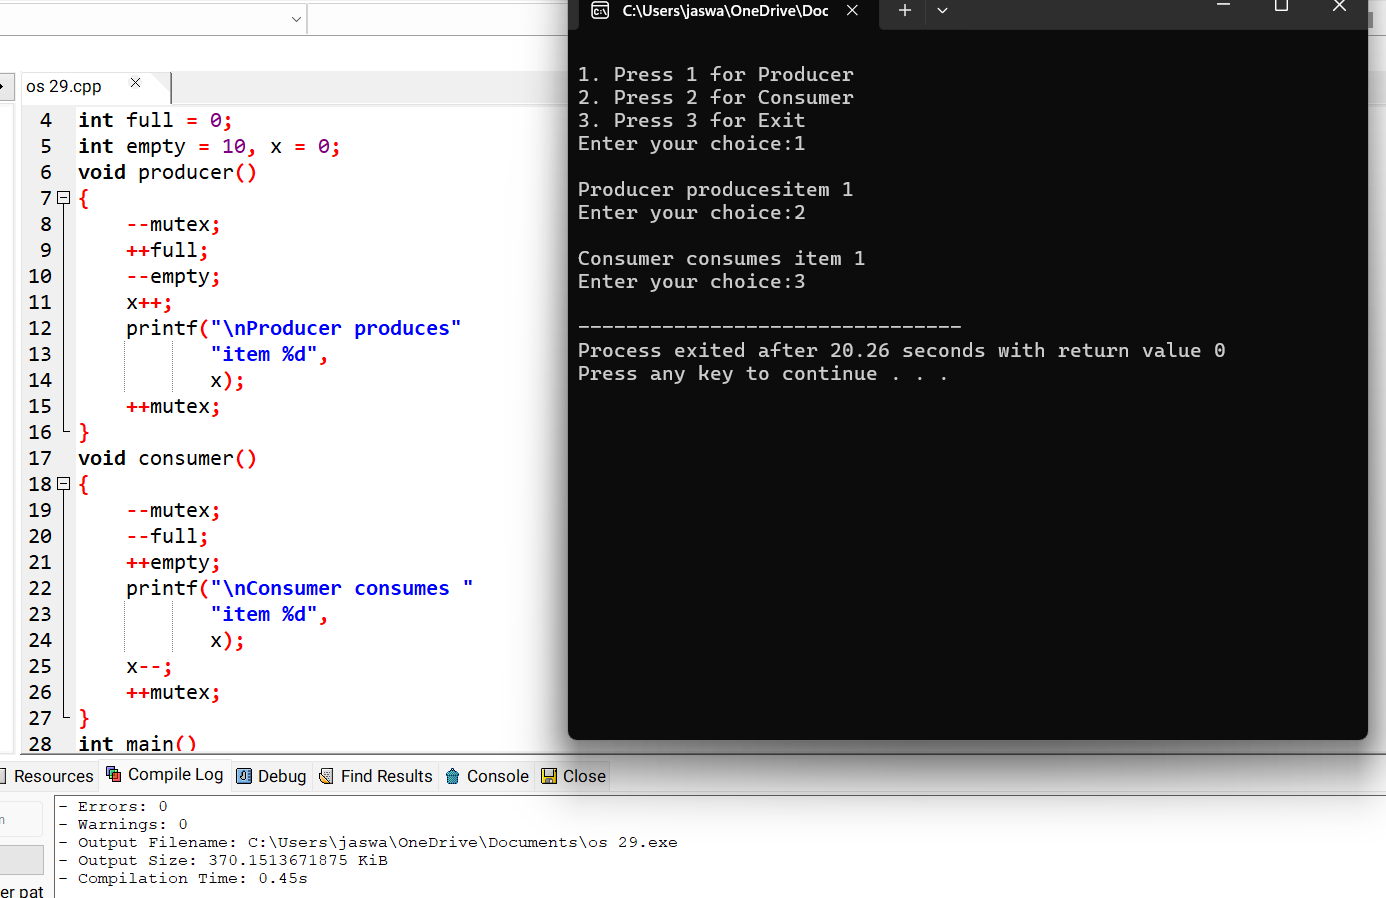 os 29.cpp
4 int full = 0;
5 int empty = 10, x = 0;
6 void producer()
7 {
8 --mutex;
9 ++full;
10 --empty;
11 x++;
12 printf("\nProducer produces"
13 "item %d",
14 x);
15 ++mutex;
16 }
17 void consumer()
18 {
19 --mutex;
20 --full;
21 ++empty;
22 printf("\nConsumer consumes "
23 "item %d",
24 x);
25 x--;
26 ++mutex;
27 }
28 int main()
C:\Users\jaswa\OneDrive\Doc
1. Press 1 for Producer
2. Press 2 for Consumer
3. Press 3 for Exit
Enter your choice:1
Producer producesitem 1
Enter your choice:2
Consumer consumes item 1
Enter your choice:3
--------------------------------
Process exited after 20.26 seconds with return value 0
Press any key to continue . . .
Resources Compile Log Debug Find Results Console Close
- Errors: 0
- Warnings: 0
- Output Filename: C:\Users\jaswa\OneDrive\Documents\os 29.exe
- Output Size: 370.1513671875 KiB
- Compilation Time: 0.45s
er pat